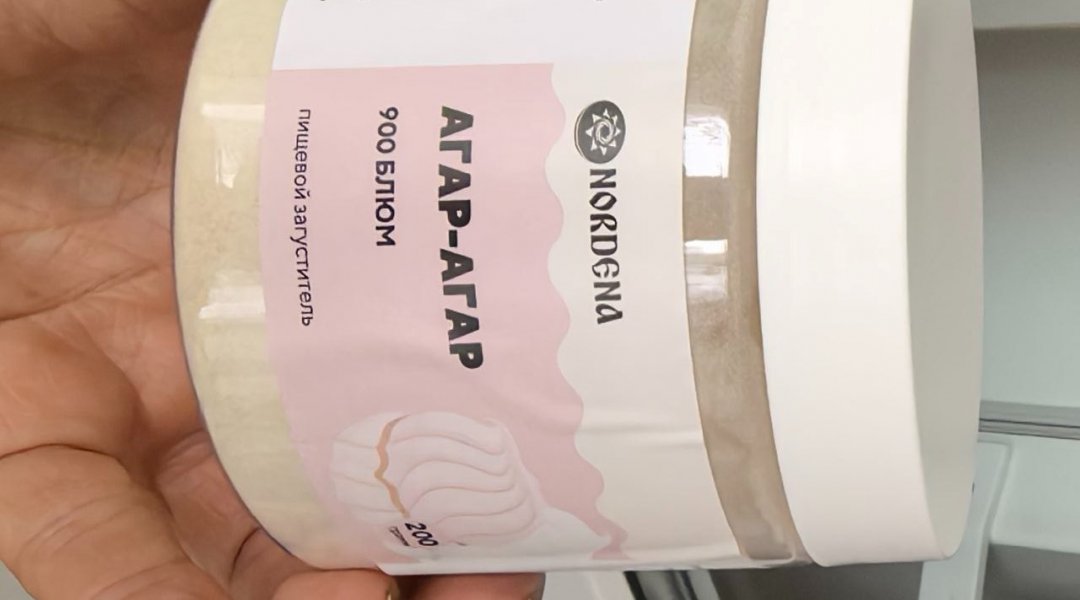 NORDENA
АГАР-АГАР
900 БЛЮМ
пищевой загуститель
200